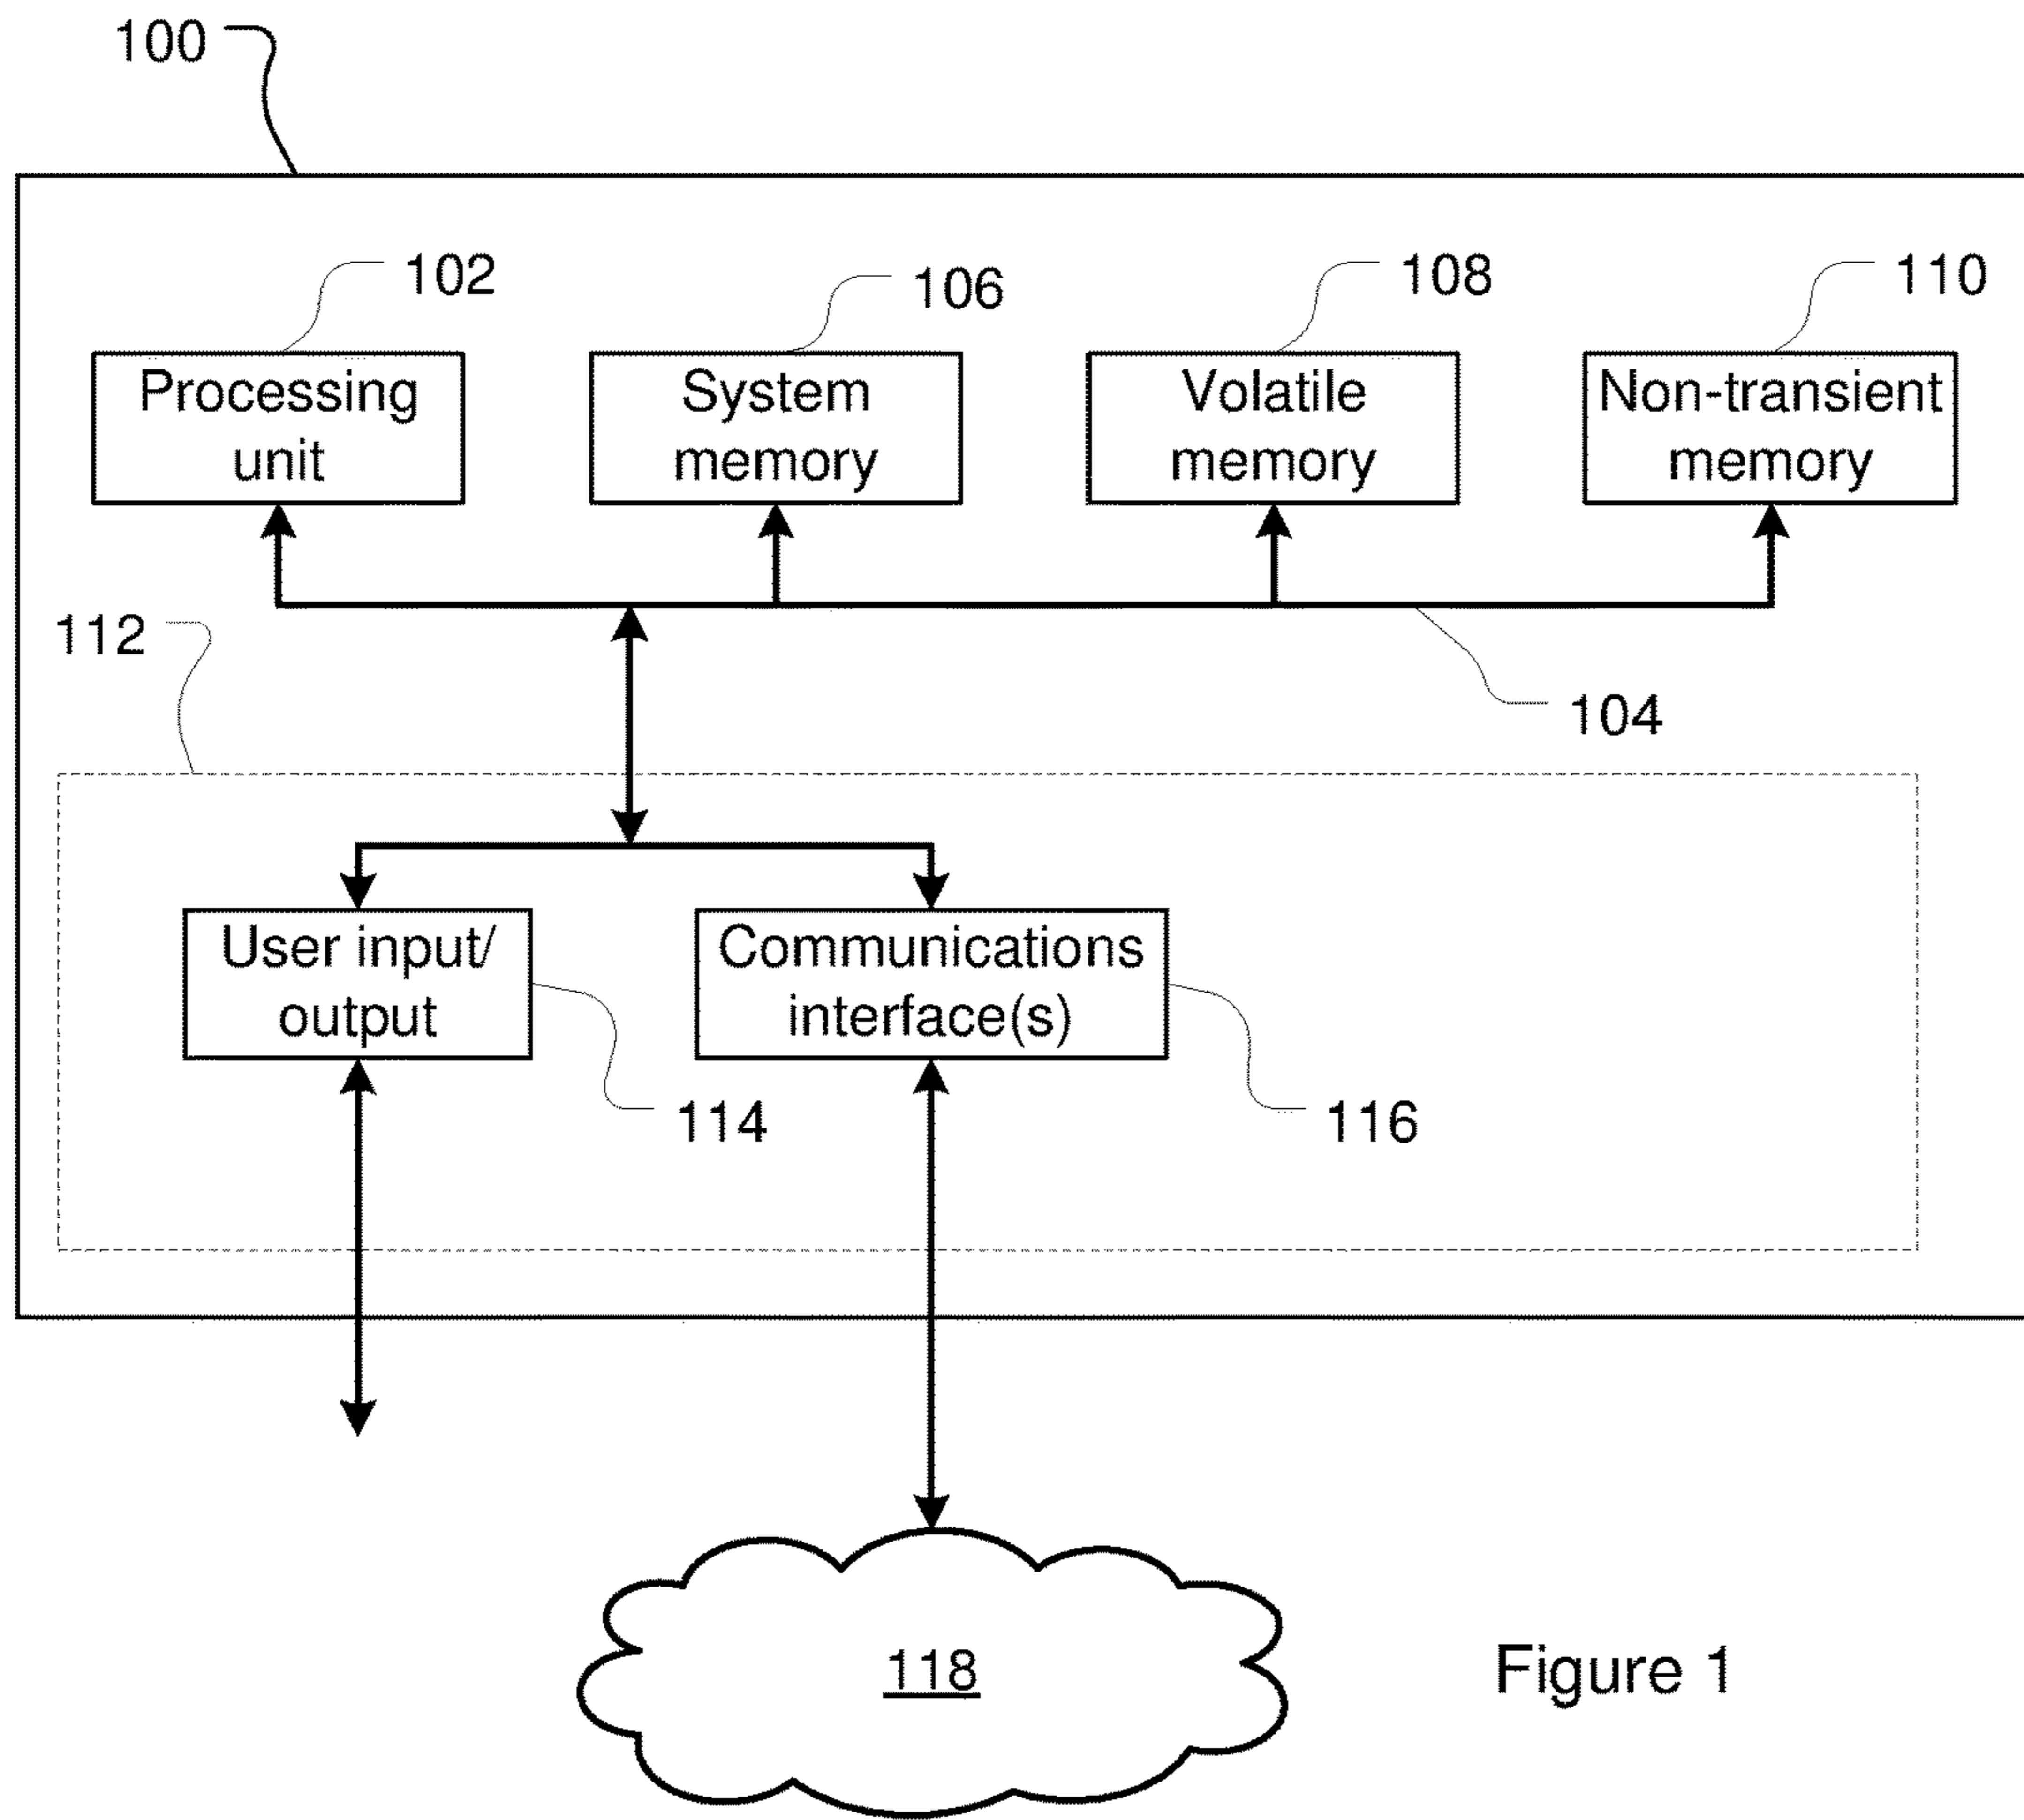 100
102
106
108
110
Processing
unit
System
memory
Volatile
memory
Non-transient
memory
112
104
User input/
output
Communications
interface(s)
114
116
118
Figure 1